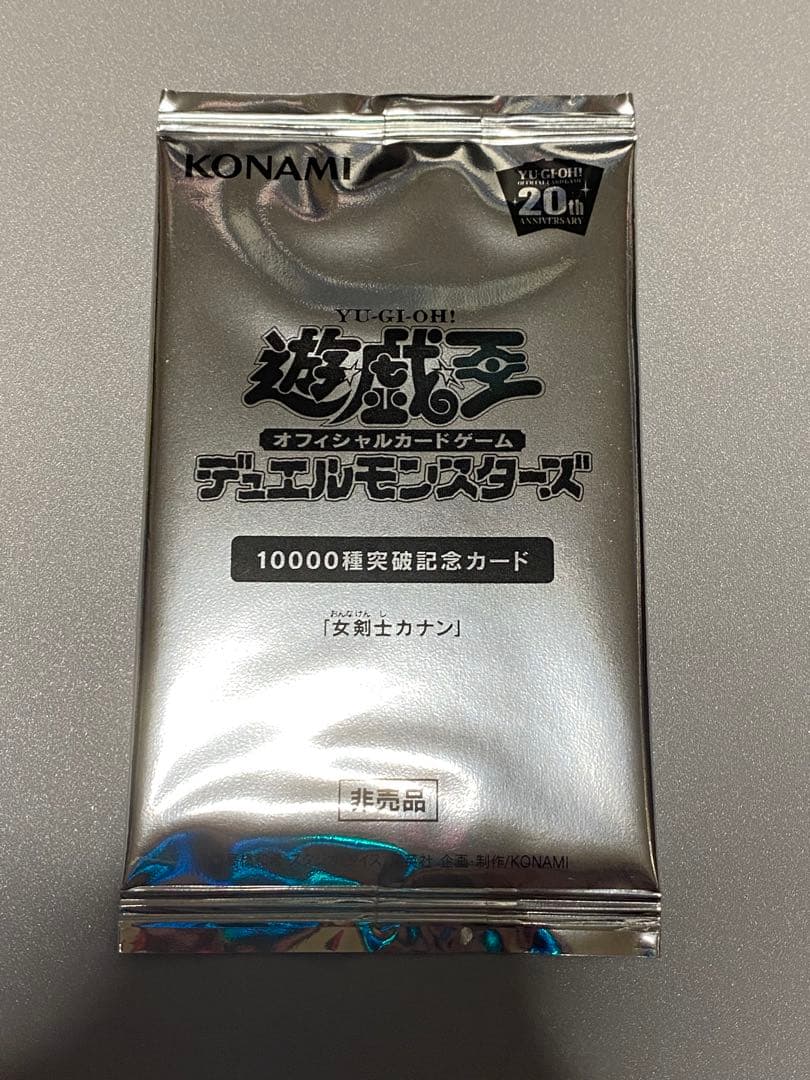 KONAMI
YU-GI-OH!
OFFICIAL CARD GAME
20th
ANNIVERSARY
YU-GI-OH!
遊戯王
オフィシャルカードゲーム
デュエルモンスターズ
10000種突破記念カード
おんなけんし
「女剣士カナン」
非売品
企画・制作/KONAMI